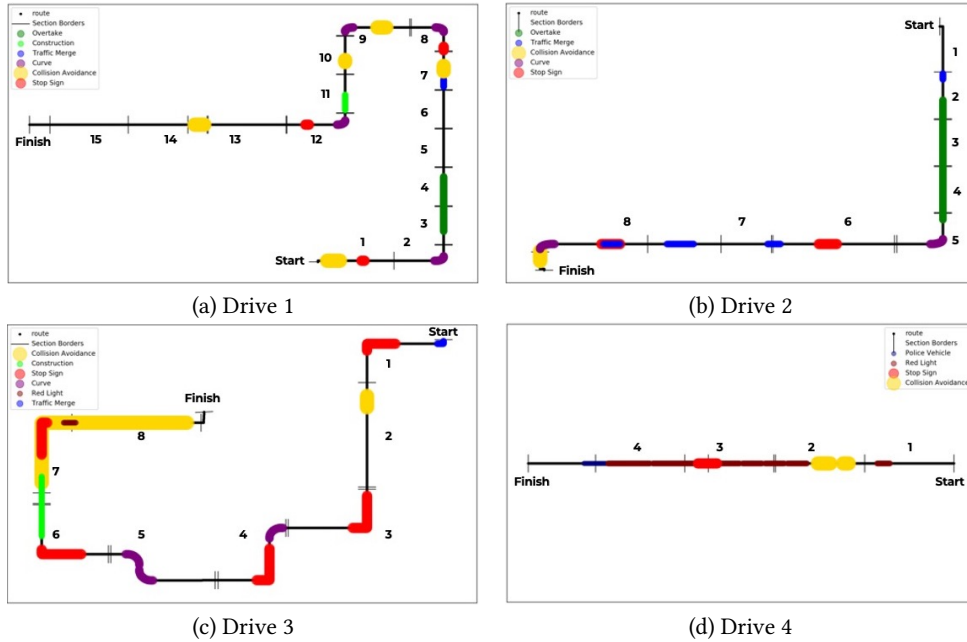 route
Section Borders
Overtake
Construction
Traffic Merge
Curve
Collision Avoidance
Stop Sign
9
8
10
7
11
6
Finish
15
14
13
12
5
4
3
Start
1
2
(a) Drive 1
route
Section Borders
Overtake
Traffic Merge
Curve
Collision Avoidance
Stop Sign
Start
1
2
3
4
8
7
6
5
Finish
(b) Drive 2
route
Section Borders
Collision Avoidance
Construction
Stop Sign
Curve
Red Light
Traffic Merge
Start
1
Finish
2
8
7
6
5
4
3
(c) Drive 3
route
Section Borders
Police Vehicle
Red Light
Stop Sign
Collision Avoidance
4
3
2
1
Finish
Start
(d) Drive 4